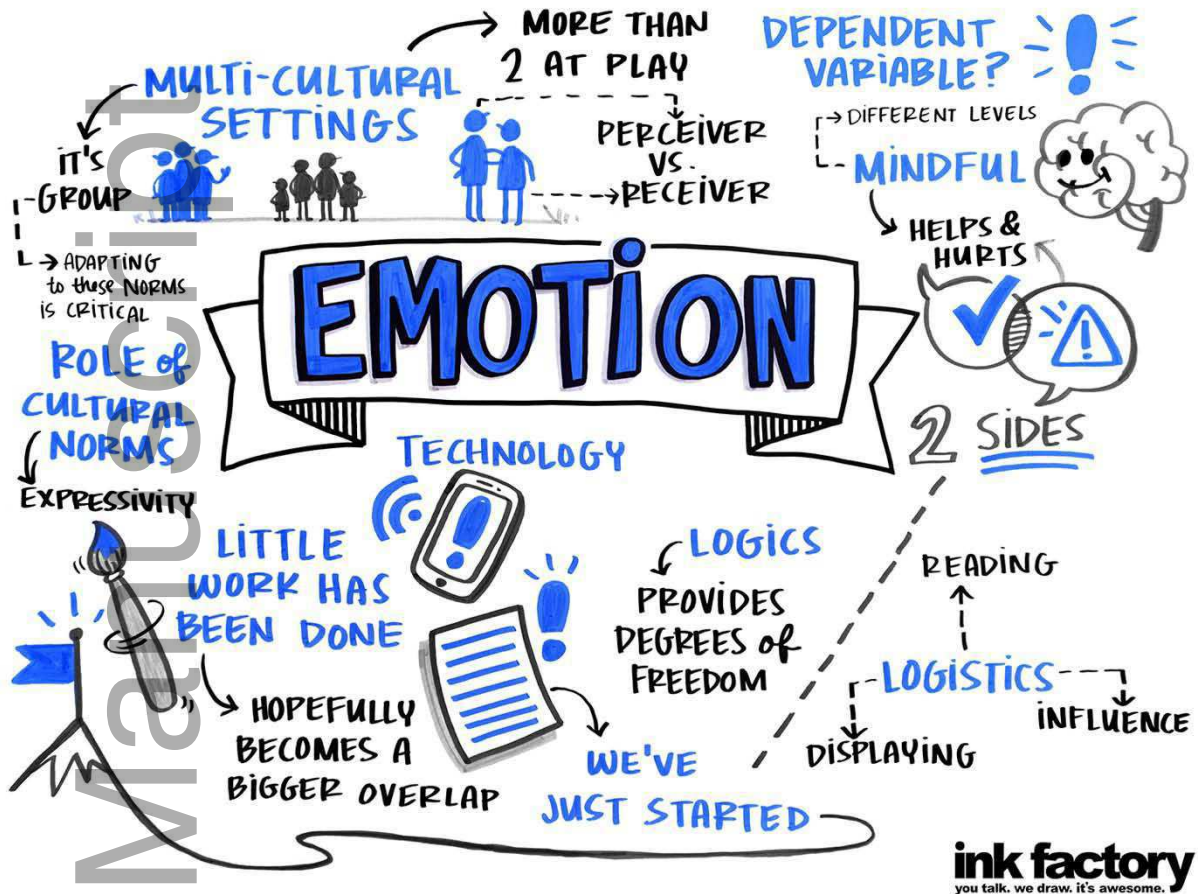 MULTI-CULTURAL
SETTINGS
MORE THAN
2 AT PLAY
IT'S
GROUP
ADAPTING
to these NORMS
IS CRITICAL
PERCEIVER
VS.
RECEIVER
DEPENDENT
VARIABLE?
DIFFERENT LEVELS
MINDFUL
HELPS &
HURTS
EMOTION
2 SIDES
ROLE of
CULTURAL
NORMS
EXPRESSIVITY
TECHNOLOGY
LITTLE
WORK HAS
BEEN DONE
HOPEFULLY
BECOMES A
BIGGER OVERLAP
WE'VE
JUST STARTED
LOGICS
PROVIDES
DEGREES of
FREEDOM
READING
LOGISTICS
DISPLAYING
INFLUENCE
Manuscript
ink factory
you talk. we draw. it's awesome.